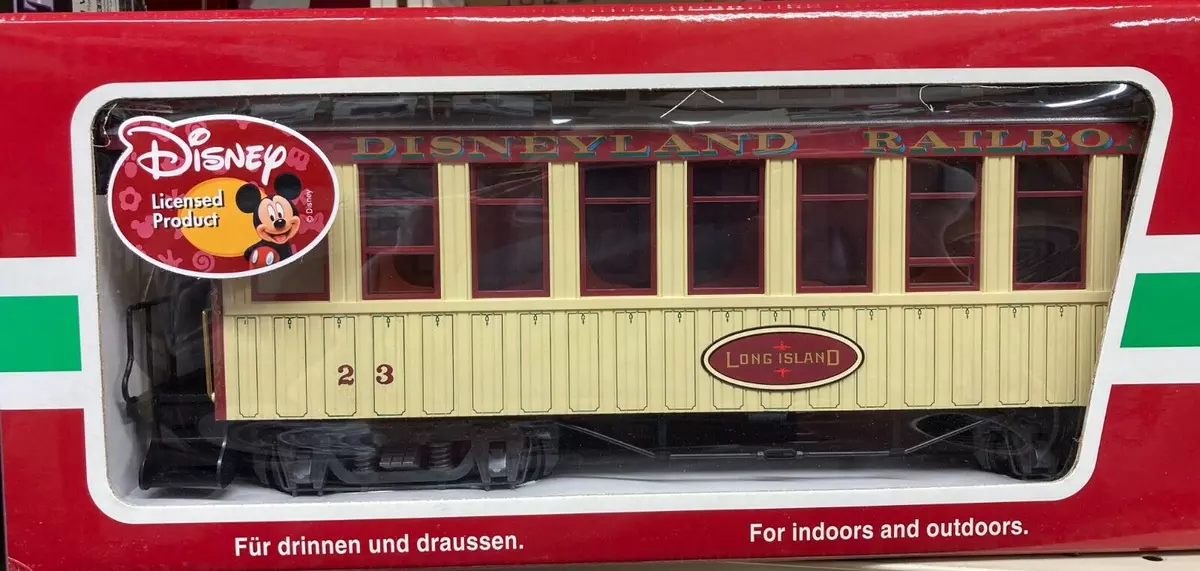 DISNEYLAND RAILRO
Disney
Licensed
Product
© Disney
23
LONG ISLAND
Für drinnen und draussen.
For indoors and outdoors.